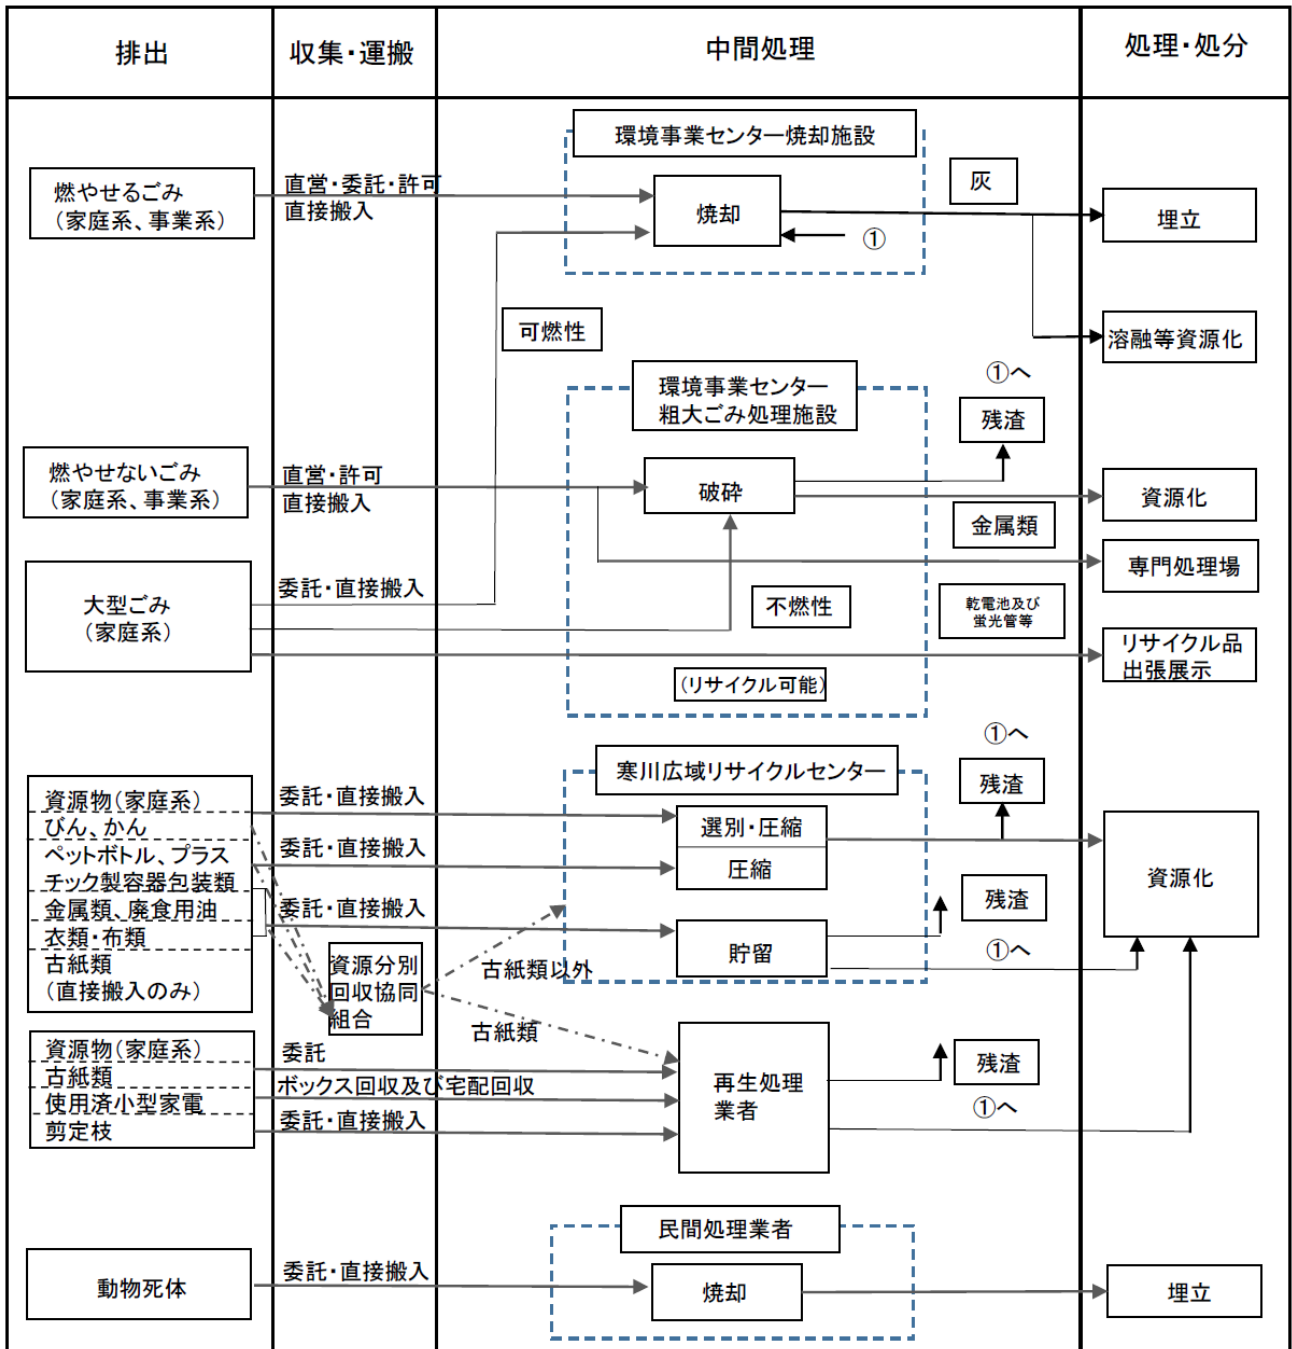 排出
収集・運搬
中間処理
処理・処分
環境事業センター焼却施設
燃やせるごみ
（家庭系、事業系）
直営・委託・許可
直接搬入
焼却
①
灰
埋立
可燃性
溶融等資源化
環境事業センター
粗大ごみ処理施設
①へ
残渣
燃やせないごみ
（家庭系、事業系）
直営・許可
直接搬入
破砕
資源化
金属類
専門処理場
大型ごみ
（家庭系）
委託・直接搬入
不燃性
乾電池及び
蛍光管等
リサイクル品
出張展示
（リサイクル可能）
①へ
寒川広域リサイクルセンター
残渣
資源物（家庭系）
びん、かん
ペットボトル、プラス
チック製容器包装類
金属類、廃食用油
衣類・布類
古紙類
（直接搬入のみ）
委託・直接搬入
委託・直接搬入
委託・直接搬入
選別・圧縮
圧縮
資源化
残渣
貯留
①へ
資源分別
回収協同
組合
古紙類以外
古紙類
資源物（家庭系）
古紙類
使用済小型家電
剪定枝
委託
ボックス回収及び宅配回収
委託・直接搬入
再生処理
業者
残渣
①へ
民間処理業者
動物死体
委託・直接搬入
焼却
埋立